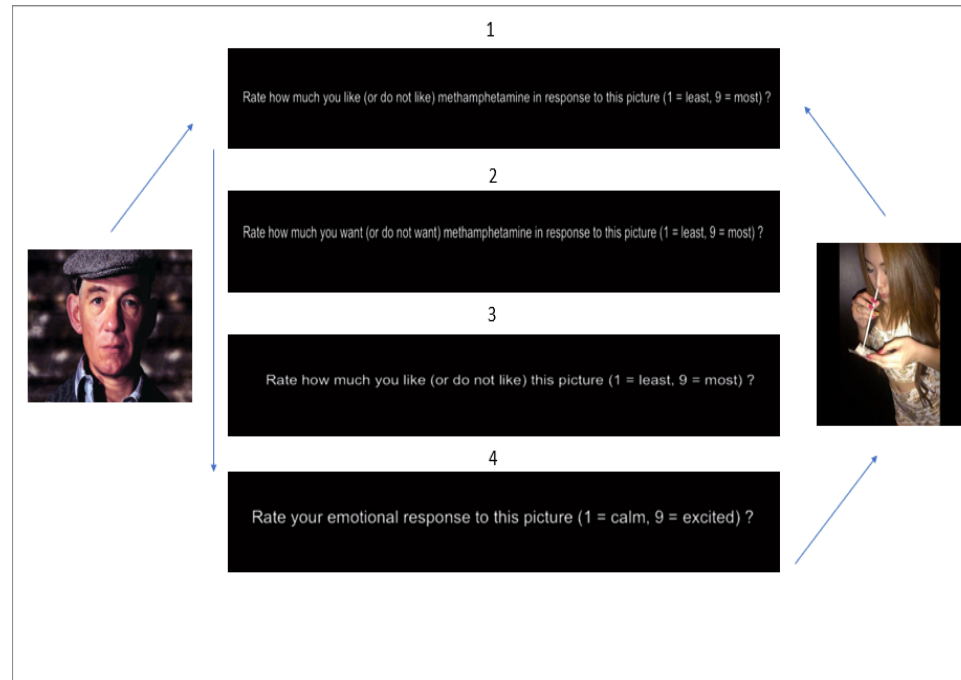 1
Rate how much you like (or do not like) methamphetamine in response to this picture (1 = least, 9 = most) ?
2
Rate how much you want (or do not want) methamphetamine in response to this picture (1 = least, 9 = most) ?
3
Rate how much you like (or do not like) this picture (1 = least, 9 = most) ?
4
Rate your emotional response to this picture (1 = calm, 9 = excited) ?